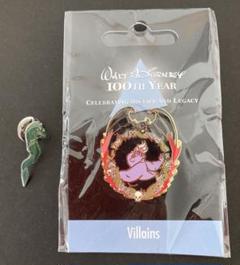 WALT DISNEY
100TH YEAR
CELEBRATING HIS LIFE AND LEGACY
Villains